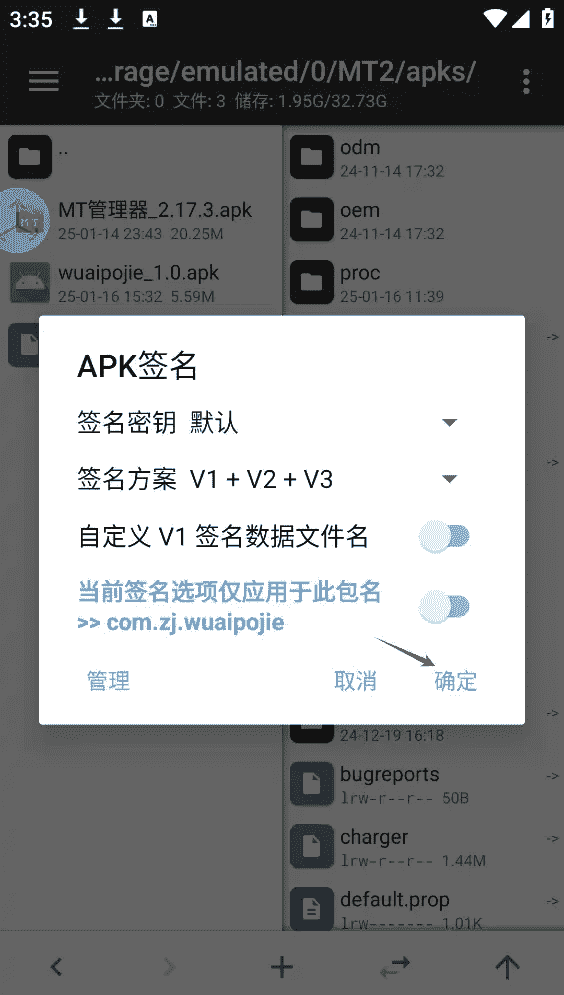 3:35
A
...rage/emulated/0/MT2/apks/
文件夹: 0 文件: 3 储存: 1.95G/32.73G
..
MT管理器_2.17.3.apk
25-01-14 23:43 20.25M
wuaipojie_1.0.apk
25-01-16 15:32 5.59M
odm
24-11-14 17:32
oem
24-11-14 17:32
proc
25-01-16 11:39
->
->
APK签名
签名密钥 默认
签名方案 V1 + V2 + V3
自定义 V1 签名数据文件名
当前签名选项仅应用于此包名
>> com.zj.wuaipojie
管理 取消 确定
->
24-12-19 16:18
bugreports ->
lrw-r--r-- 50B
charger ->
lrw-r--r-- 1.44M
default.prop ->
lrw------- 1.01K